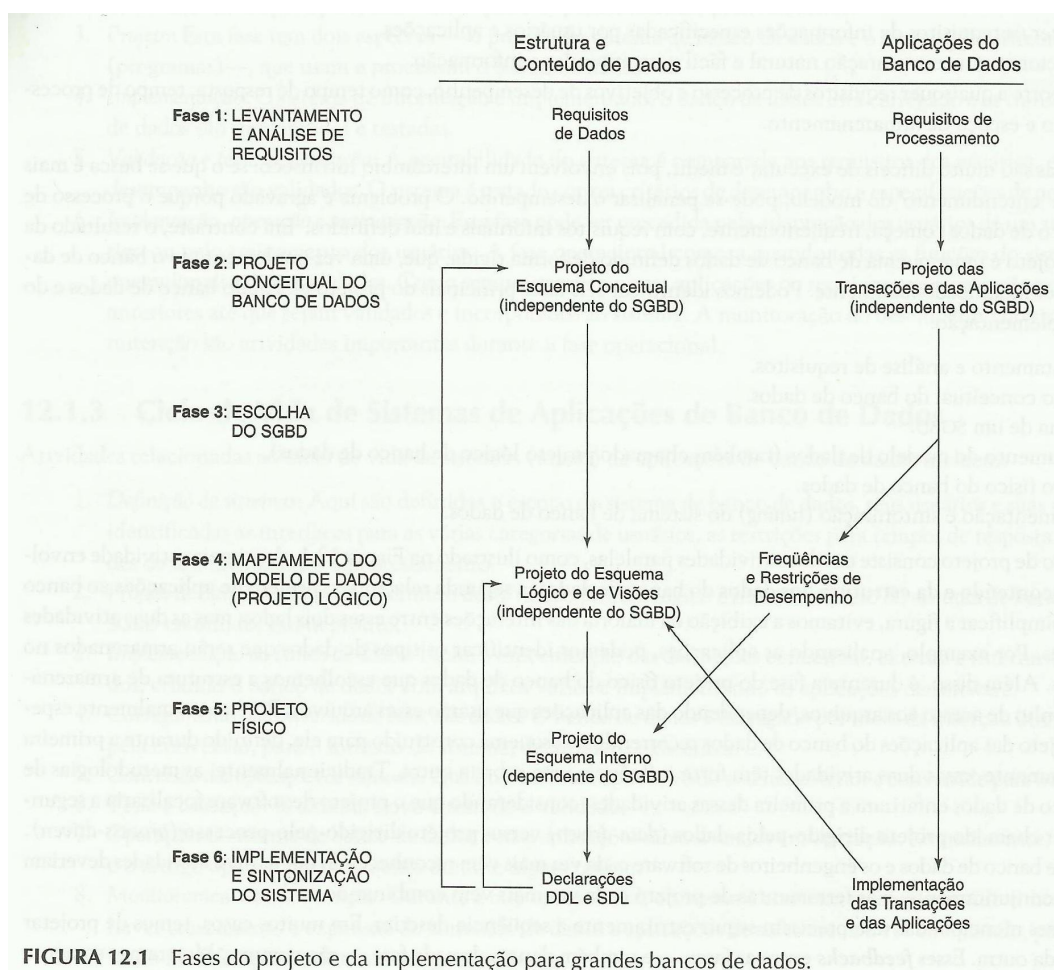 Estrutura e
Conteúdo de Dados
Aplicações do
Banco de Dados
Fase 1: LEVANTAMENTO
E ANÁLISE DE
REQUISITOS
Requisitos
de Dados
Requisitos de
Processamento
Fase 2: PROJETO
CONCEITUAL DO
BANCO DE DADOS
Projeto do
Esquema Conceitual
(independente do SGBD)
Projeto das
Transações e das Aplicações
(independente do SGBD)
Fase 3: ESCOLHA
DO SGBD
Fase 4: MAPEAMENTO DO
MODELO DE DADOS
(PROJETO LÓGICO)
Projeto do Esquema
Lógico e de Visões
(independente do SGBD)
Freqüências
e Restrições de
Desempenho
Fase 5: PROJETO
FÍSICO
Projeto do
Esquema Interno
(dependente do SGBD)
Fase 6: IMPLEMENTAÇÃO
E SINTONIZAÇÃO
DO SISTEMA
Declarações
DDL e SDL
Implementação
das Transações
e das Aplicações
FIGURA 12.1 Fases do projeto e da implementação para grandes bancos de dados.